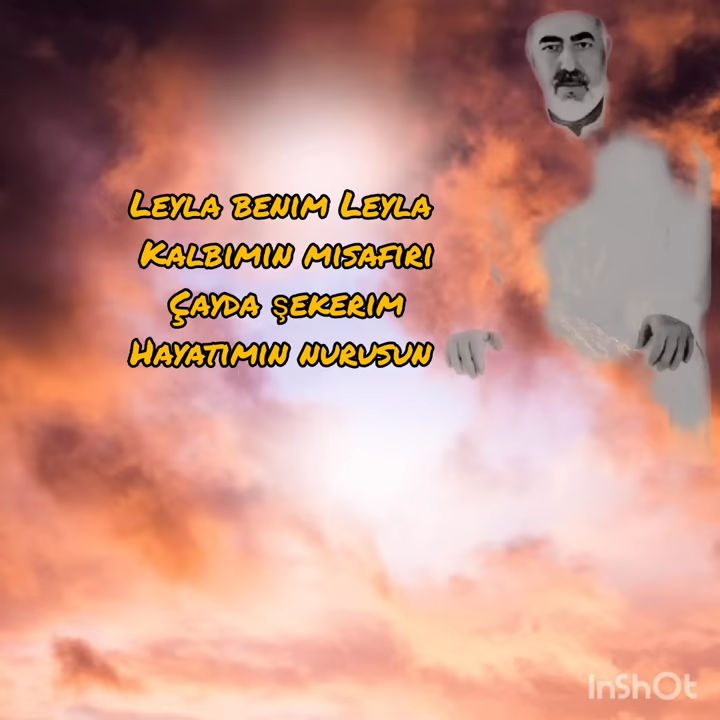 Leyla benim Leyla
Kalbimin misafiri
Çayda şekerim
Hayatımın nurusun
InShOt